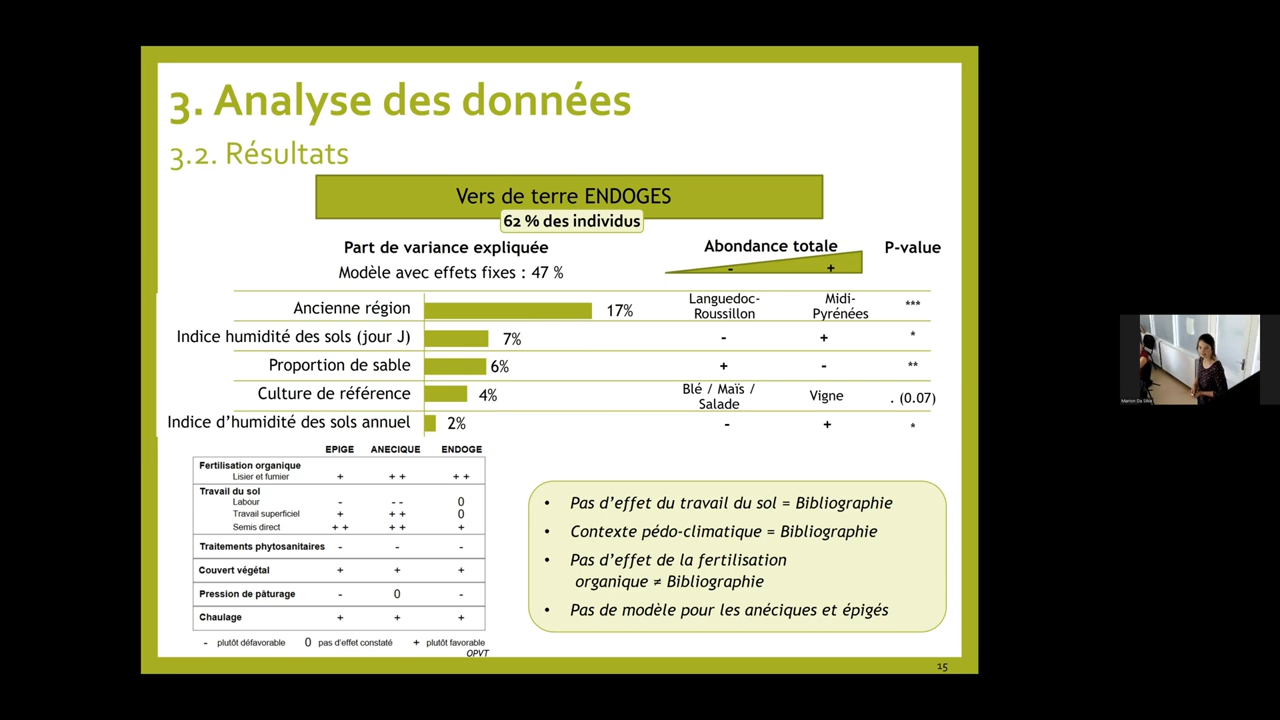 3. Analyse des données
3.2. Résultats
Vers de terre ENDOGES
62 % des individus
Part de variance expliquée
Abondance totale
P-value
Modèle avec effets fixes : 47 %
- +
Ancienne région 17% Languedoc- Midi- ***
Roussillon Pyrénées
Indice humidité des sols (jour J) 7% - + *
Proportion de sable 6% + - **
Culture de référence 4% Blé / Maïs / Vigne . (0.07)
Salade
Indice d’humidité des sols annuel 2% - + *
EPIGE ANECIQUE ENDOGE
Fertilisation organique
Lisier et fumier + + + + +
Travail du sol
Labour - - - 0
Travail superficiel + + + 0
Semis direct + + + + +
Traitements phytosanitaires - - -
Couvert végétal + + +
Pression de pâturage - 0 -
Chaulage + + +
- plutôt défavorable 0 pas d'effet constaté + plutôt favorable
OPVT
• Pas d’effet du travail du sol = Bibliographie
• Contexte pédo-climatique = Bibliographie
• Pas d’effet de la fertilisation
organique ≠ Bibliographie
• Pas de modèle pour les anéciques et épigés
15
Marion Da Silva